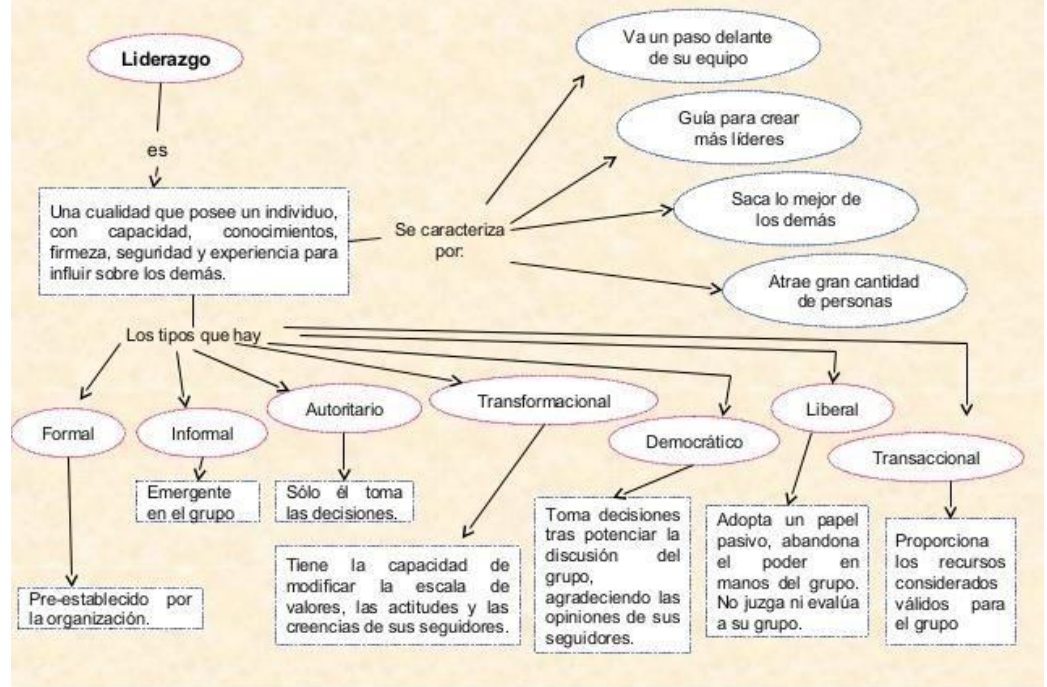 Liderazgo
es
Una cualidad que posee un individuo,
con capacidad, conocimientos,
firmeza, seguridad y experiencia para
influir sobre los demás.
Se caracteriza
por:
Va un paso delante
de su equipo
Guía para crear
más líderes
Saca lo mejor de
los demás
Atrae gran cantidad
de personas
Los tipos que hay
Formal
Pre-establecido por
la organización.
Informal
Emergente
en el grupo
Autoritario
Sólo él toma
las decisiones.
Transformacional
Tiene la capacidad de
modificar la escala de
valores, las actitudes y las
creencias de sus seguidores.
Democrático
Toma decisiones
tras potenciar la
discusión del
grupo,
agradeciendo las
opiniones de sus
seguidores.
Liberal
Adopta un papel
pasivo, abandona
el poder en
manos del grupo.
No juzga ni evalúa
a su grupo.
Transaccional
Proporciona
los recursos
considerados
válidos para
el grupo